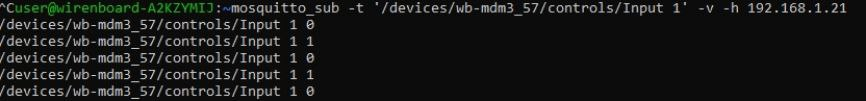 ^Cuser@wirenboard-A2KZYMIJ:~mosquitto_sub -t '/devices/wb-mdm3_57/controls/Input 1' -v -h 192.168.1.21
/devices/wb-mdm3_57/controls/Input 1 0
/devices/wb-mdm3_57/controls/Input 1 1
/devices/wb-mdm3_57/controls/Input 1 0
/devices/wb-mdm3_57/controls/Input 1 1
/devices/wb-mdm3_57/controls/Input 1 0